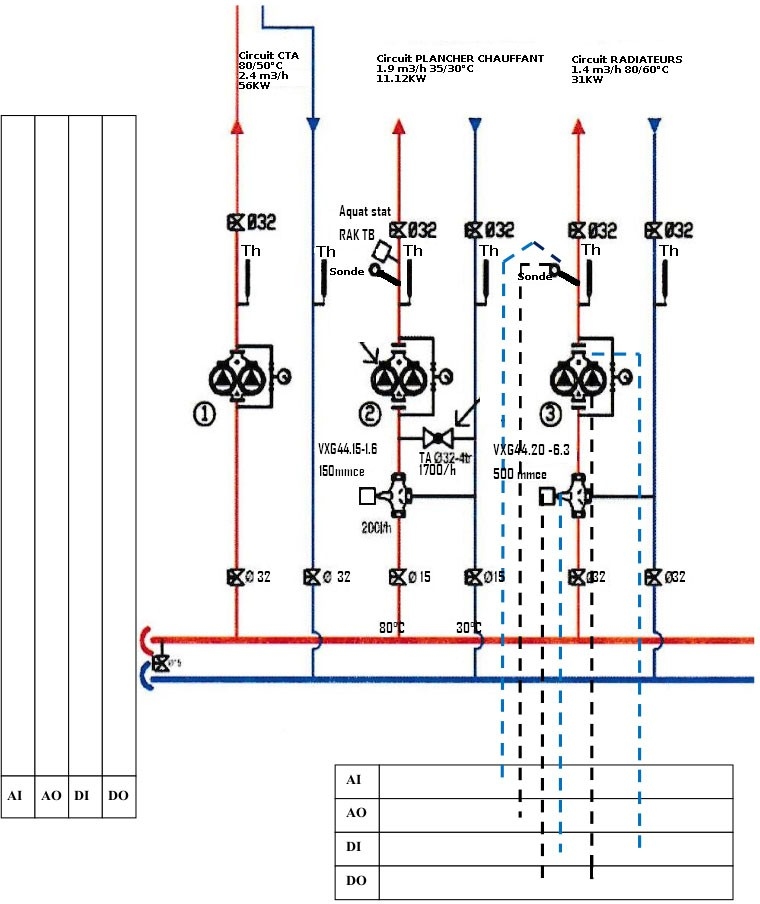 Circuit CTA
80/50°C
2.4 m3/h
56KW
Circuit PLANCHER CHAUFFANT
1.9 m3/h 35/30°C
11.12KW
Circuit RADIATEURS
1.4 m3/h 80/60°C
31KW
Aquat stat
RAK TB
Ø32
Ø32
Ø32
Ø32
Ø32
Th
Th
Th
Th
Th
Th
Sonde
Sonde
1
2
3
VXG44.15-1.6
150mmce
TA Ø32-4tr
1700/h
VXG44.20 -6.3
500 mmce
200l/h
Ø 32
Ø 32
Ø 15
Ø15
Ø32
Ø32
80°C
30°C
Ø15
AI AO DI DO
AI
AO
DI
DO